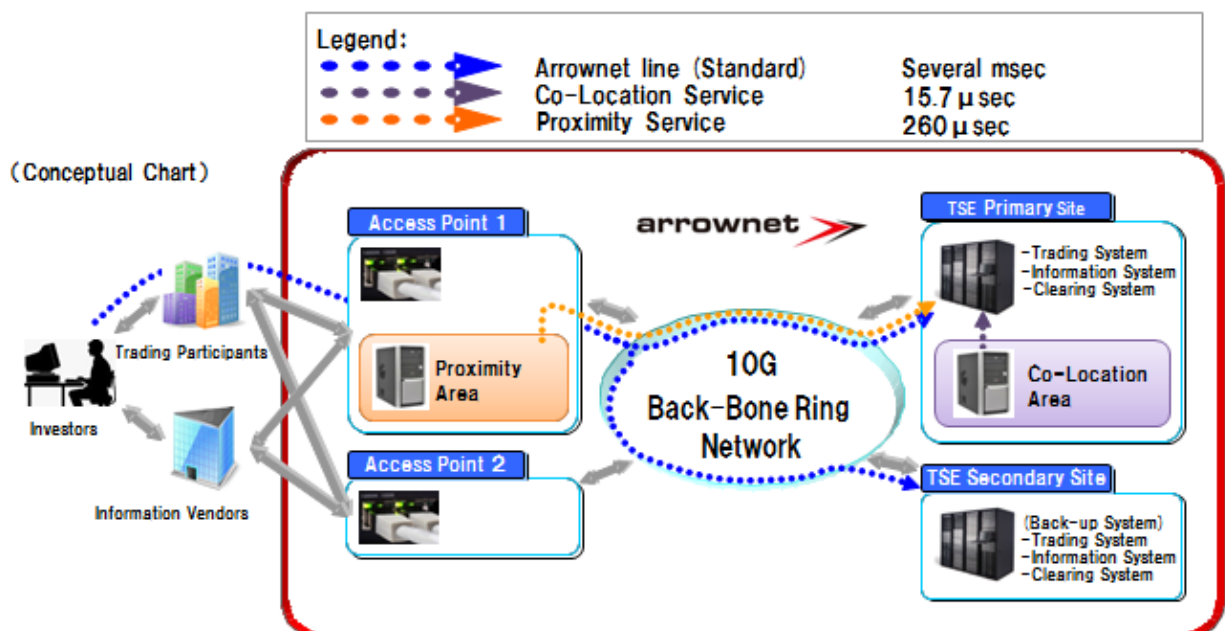 Legend:
Arrownet line (Standard) Several msec
Co-Location Service 15.7μsec
Proximity Service 260μsec
(Conceptual Chart)
Access Point 1
arrownet
TSE Primary Site
-Trading System
-Information System
-Clearing System
Trading Participants
Proximity
Area
10G
Back-Bone Ring
Network
Co-Location
Area
Investors
Access Point 2
TSE Secondary Site
Information Vendors
(Back-up System)
-Trading System
-Information System
-Clearing System